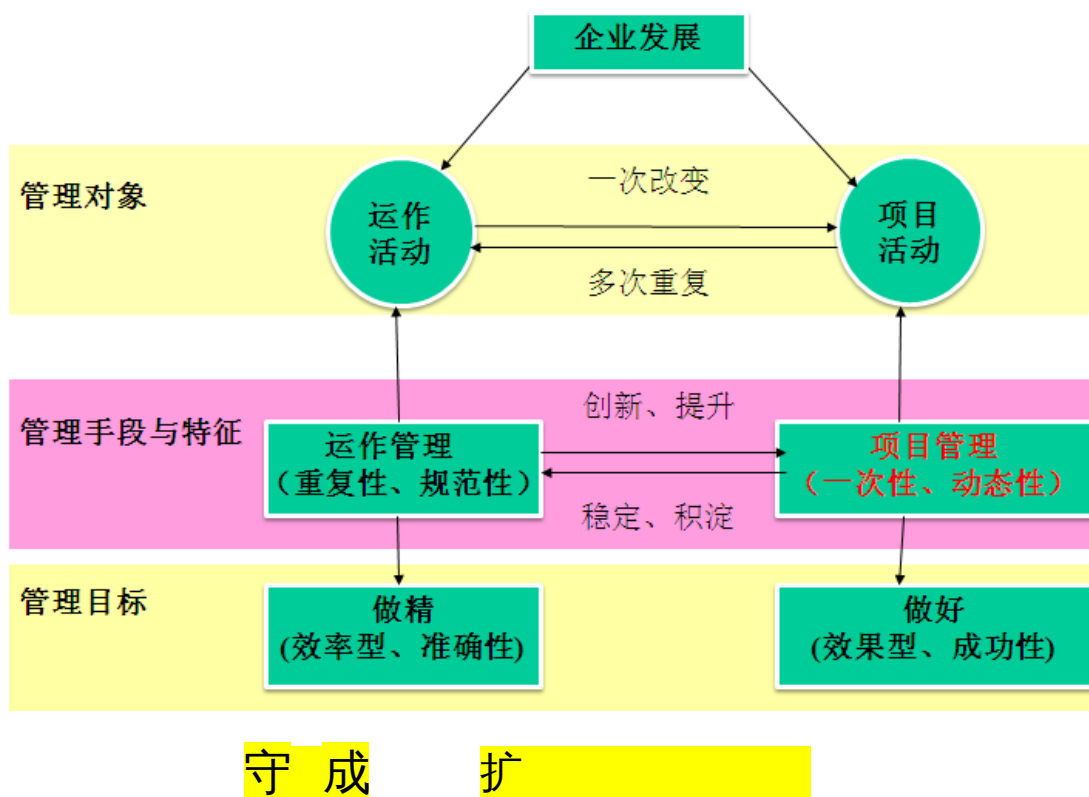 企业发展
管理对象
运作
活动
一次改变
多次重复
项目
活动
管理手段与特征
运作管理
（重复性、规范性）
创新、提升
稳定、积淀
项目管理
（一次性、动态性）
管理目标
做精
(效率型、准确性)
做好
(效果型、成功性)
守 成 扩